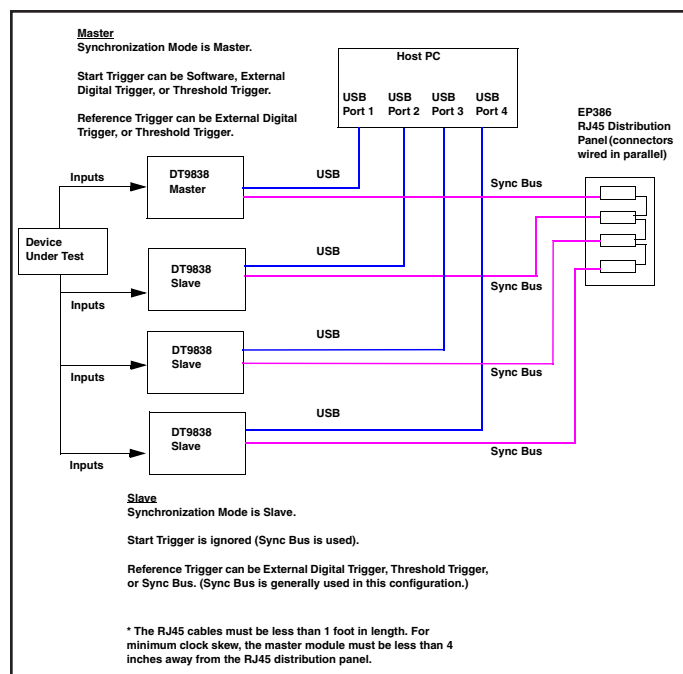 Master
Synchronization Mode is Master.
Start Trigger can be Software, External
Digital Trigger, or Threshold Trigger.
Reference Trigger can be External Digital
Trigger, or Threshold Trigger.
Host PC
USB
Port 1
USB
Port 2
USB
Port 3
USB
Port 4
EP386
RJ45 Distribution
Panel (connectors
wired in parallel)
Inputs
DT9838
Master
USB
Sync Bus
Device
Under Test
DT9838
Slave
USB
Sync Bus
Inputs
DT9838
Slave
USB
Sync Bus
Inputs
DT9838
Slave
USB
Sync Bus
Inputs
Slave
Synchronization Mode is Slave.
Start Trigger is ignored (Sync Bus is used).
Reference Trigger can be External Digital Trigger, Threshold Trigger,
or Sync Bus. (Sync Bus is generally used in this configuration.)
* The RJ45 cables must be less than 1 foot in length. For
minimum clock skew, the master module must be less than 4
inches away from the RJ45 distribution panel.